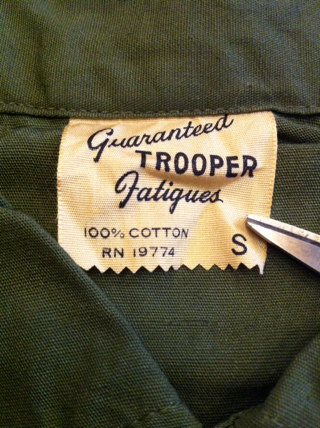 Guaranteed
TROOPER
Fatigues
100% COTTON
RN 19774 S